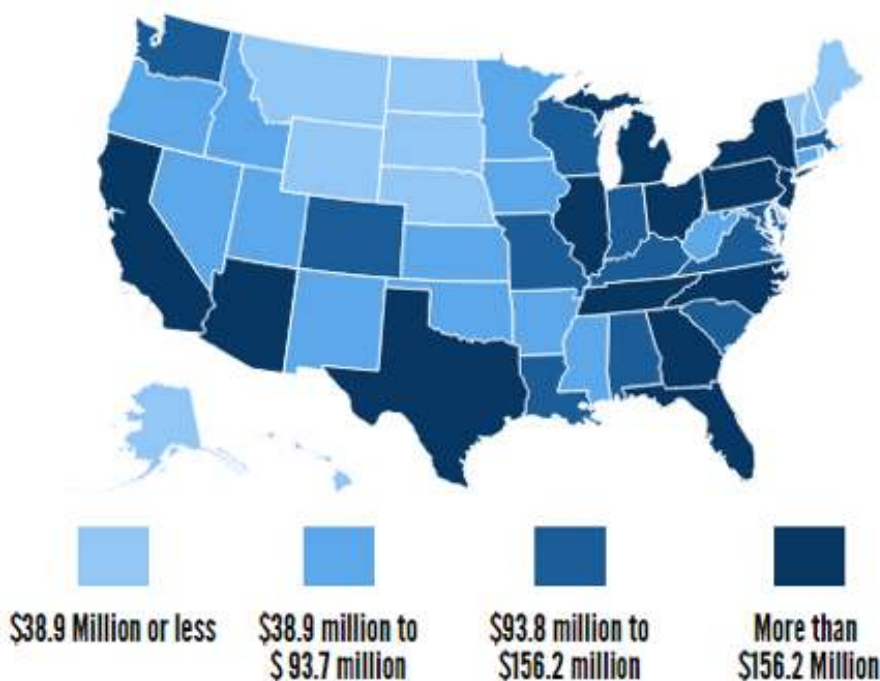 $38.9 Million or less
$38.9 million to
$ 93.7 million
$93.8 million to
$156.2 million
More than
$156.2 Million